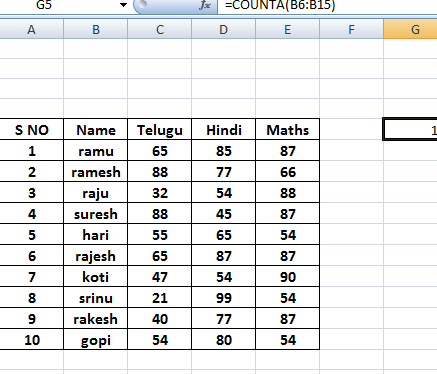 G5 fx =COUNTA(B6:B15)
A B C D E F G
S NO Name Telugu Hindi Maths
1 ramu 65 85 87
2 ramesh 88 77 66
3 raju 32 54 88
4 suresh 88 45 87
5 hari 55 65 54
6 rajesh 65 87 87
7 koti 47 54 90
8 srinu 21 99 54
9 rakesh 40 77 87
10 gopi 54 80 54